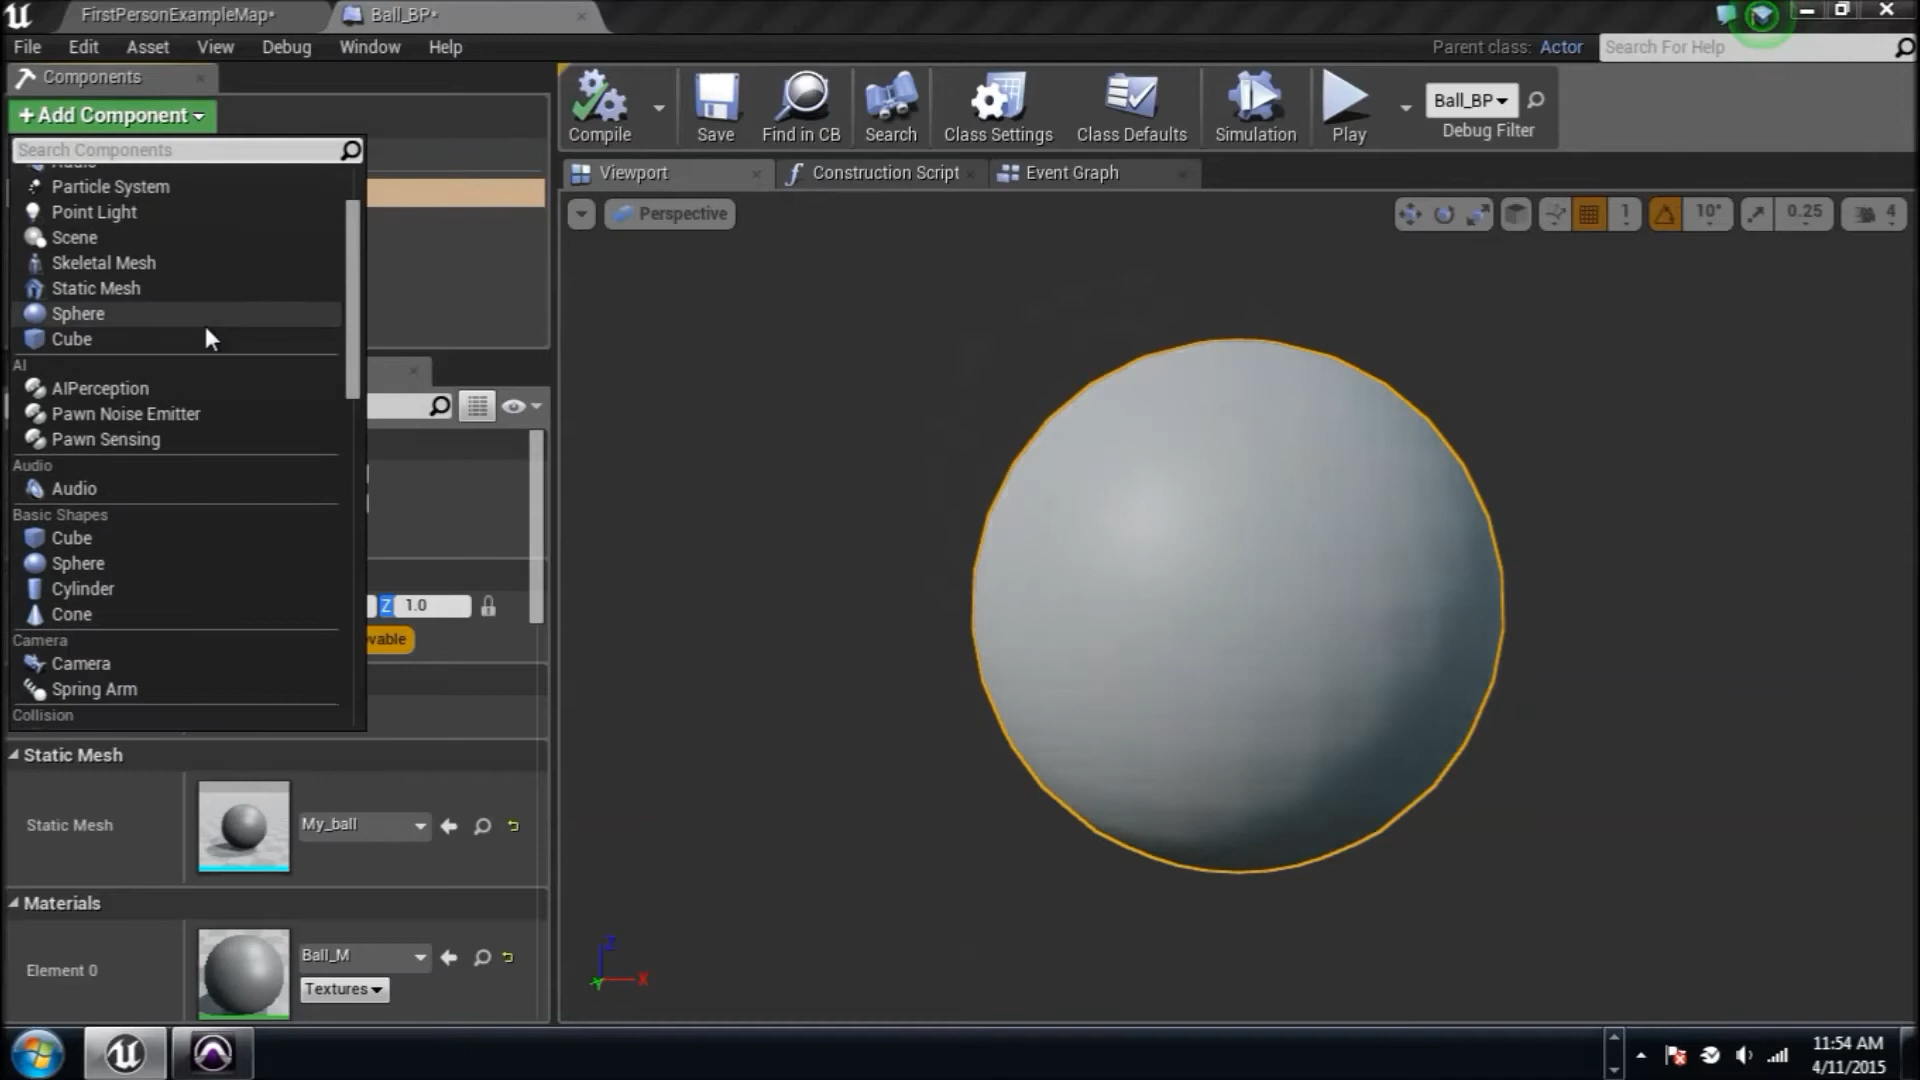 FirstPersonExampleMap*
Ball_BP*
File Edit Asset View Debug Window Help
Parent class: Actor
Search For Help
Components
+ Add Component
Search Components
Audio
Particle System
Point Light
Scene
Skeletal Mesh
Static Mesh
Sphere
Cube
AI
AIPerception
Pawn Noise Emitter
Pawn Sensing
Audio
Audio
Basic Shapes
Cube
Sphere
Cylinder
Cone
Camera
Camera
Spring Arm
Collision
Z 1.0
vable
Static Mesh
Static Mesh
My_ball
Materials
Element 0
Ball_M
Textures
Compile
Save
Find in CB
Search
Class Settings
Class Defaults
Simulation
Play
Ball_BP
Debug Filter
Viewport
Construction Script
Event Graph
Perspective
1
10°
0.25
4
Z
X
11:54 AM
4/11/2015